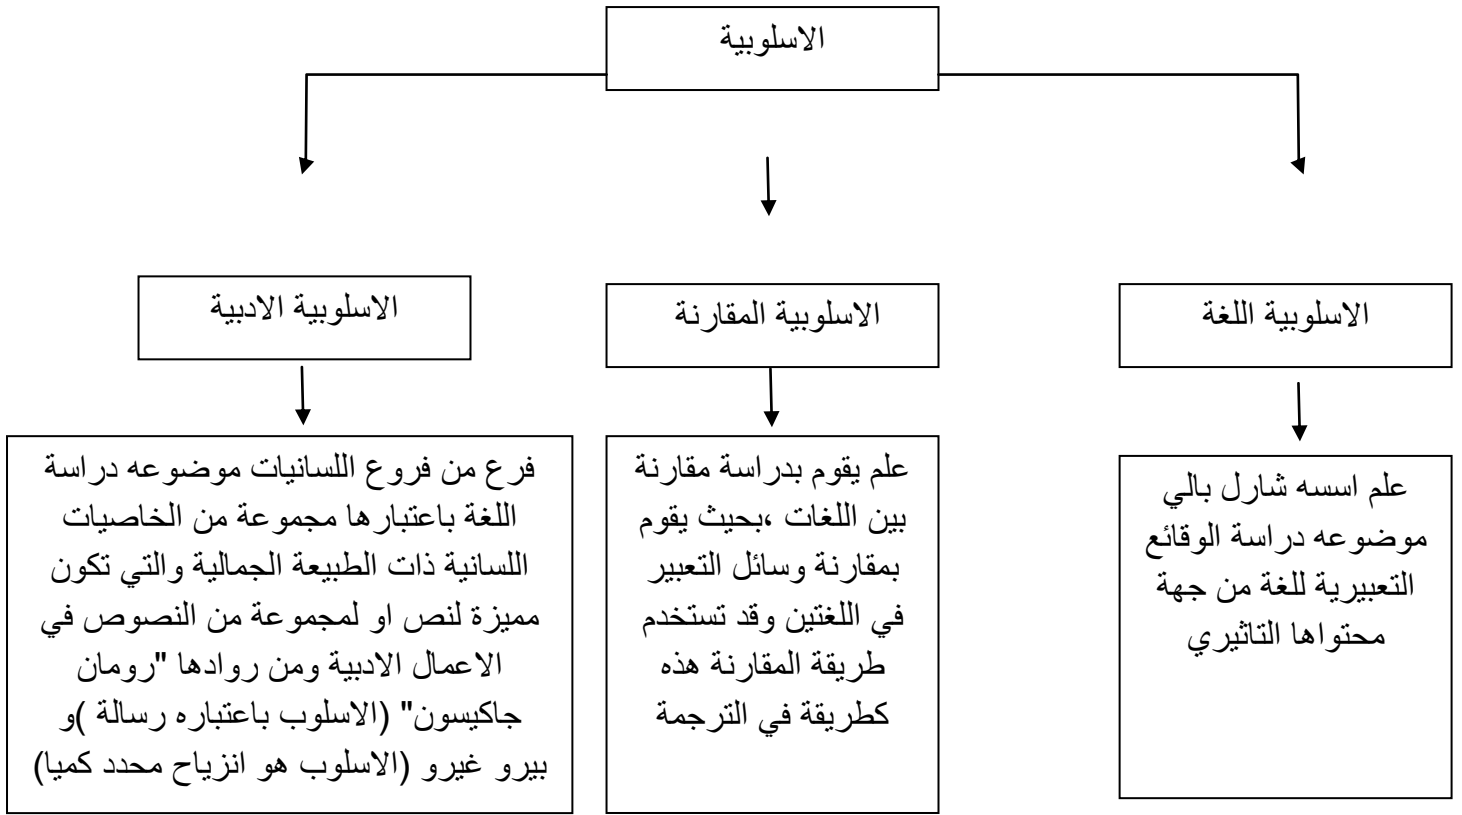 الاسلوبية
الاسلوبية اللغة
الاسلوبية المقارنة
الاسلوبية الادبية
علم اسسه شارل بالي
موضوعه دراسة الوقائع
التعبيرية للغة من جهة
محتواها التاثيري
علم يقوم بدراسة مقارنة
بين اللغات ،بحيث يقوم
بمقارنة وسائل التعبير
في اللغتين وقد تستخدم
طريقة المقارنة هذه
كطريقة في الترجمة
فرع من فروع اللسانيات موضوعه دراسة
اللغة باعتبارها مجموعة من الخاصيات
اللسانية ذات الطبيعة الجمالية والتي تكون
مميزة لنص او لمجموعة من النصوص في
الاعمال الادبية ومن روادها "رومان
جاكيسون" (الاسلوب باعتباره رسالة )و
بيرو غيرو (الاسلوب هو انزياح محدد كميا)